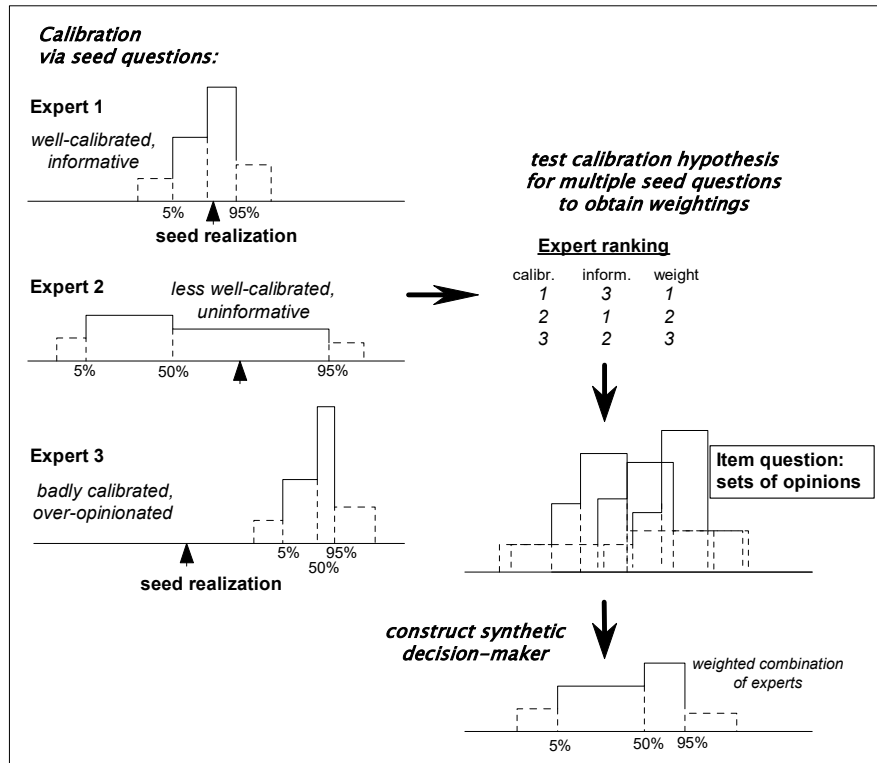 Calibration
via seed questions:
Expert 1
well-calibrated,
informative
5% 95%
seed realization
Expert 2
less well-calibrated,
uninformative
5% 50% 95%
Expert 3
badly calibrated,
over-opinionated
5% 95%
50%
seed realization
test calibration hypothesis
for multiple seed questions
to obtain weightings
Expert ranking
calibr. inform. weight
1 3 1
2 1 2
3 2 3
Item question:
sets of opinions
construct synthetic
decision–maker
weighted combination
of experts
5% 50% 95%